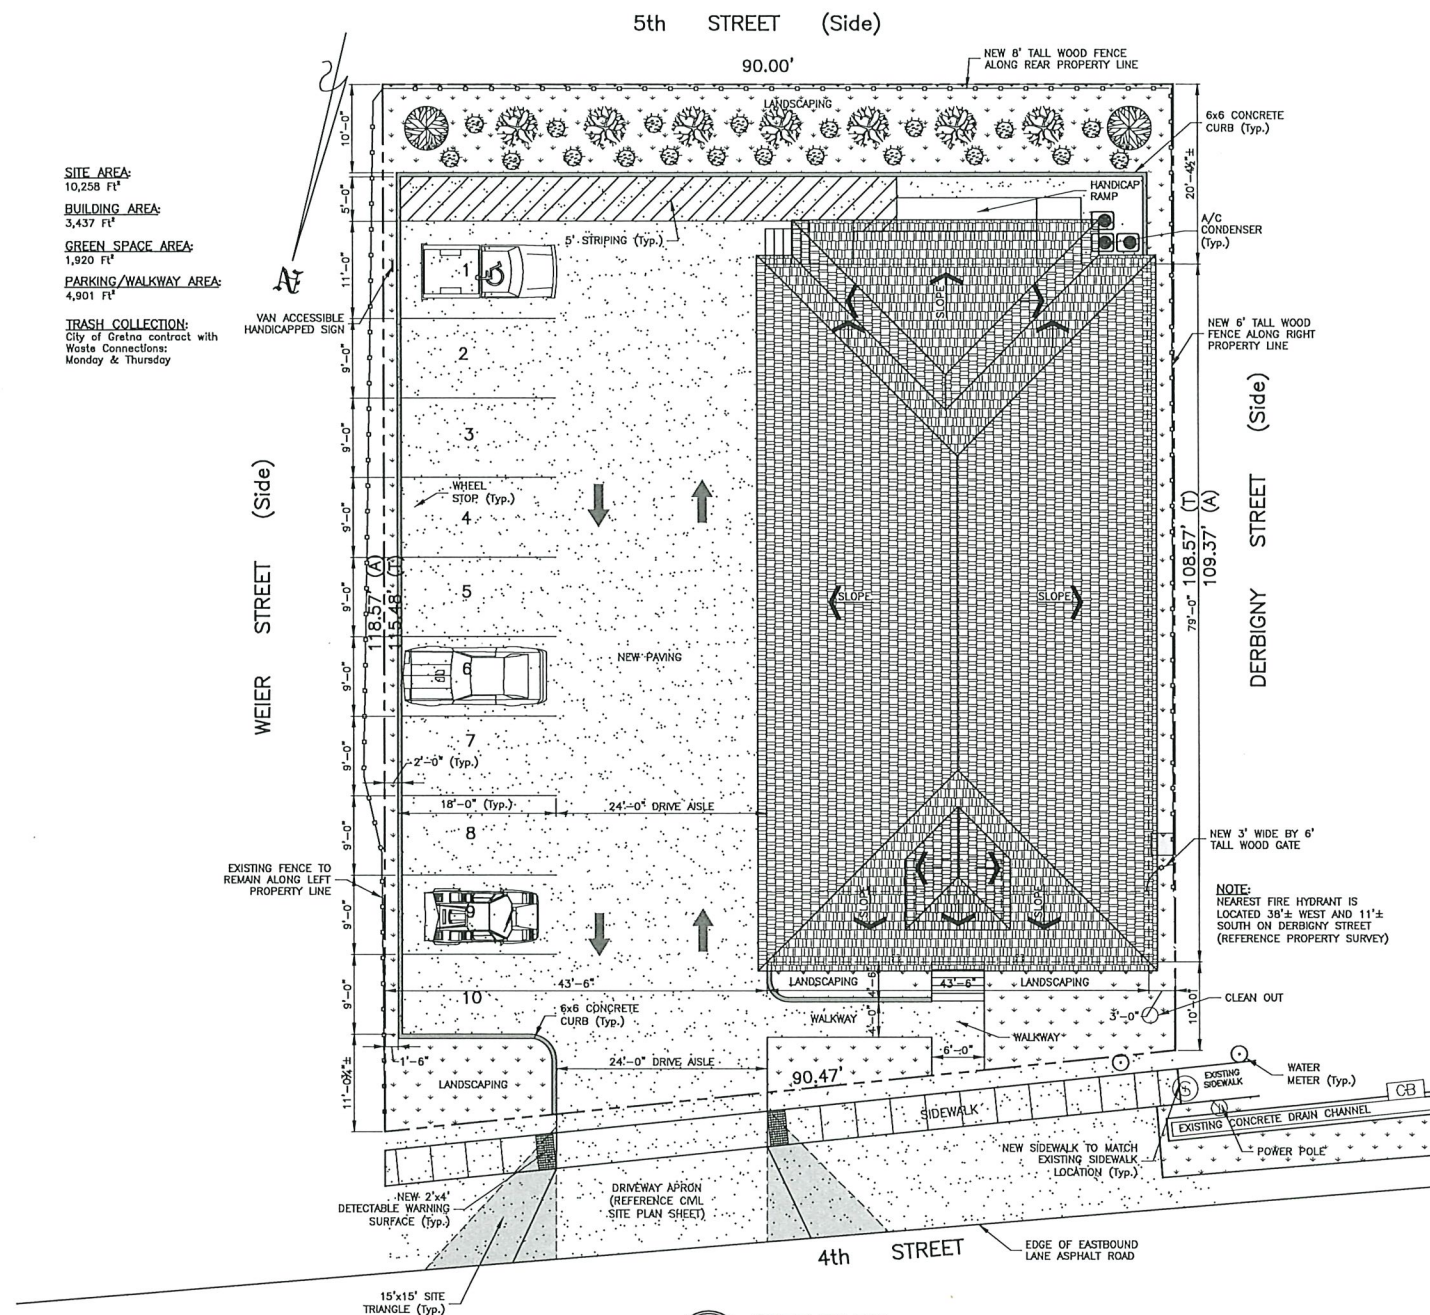 5th STREET (Side)
90.00'
NEW 8' TALL WOOD FENCE
ALONG REAR PROPERTY LINE
LANDSCAPING
10'-0"
6x6 CONCRETE
CURB (Typ.)
SITE AREA:
10,258 Ft²
BUILDING AREA:
3,437 Ft²
GREEN SPACE AREA:
1,920 Ft²
PARKING/WALKWAY AREA:
4,901 Ft²
TRASH COLLECTION:
City of Gretna contract with
Waste Connections:
Monday & Thursday
5'-0"
20'-4½"±
HANDICAP
RAMP
A/C
CONDENSER
(Typ.)
5' STRIPING (Typ.)
11'-0"
1
VAN ACCESSIBLE
HANDICAPPED SIGN
SLOPE
NEW 6' TALL WOOD
FENCE ALONG RIGHT
PROPERTY LINE
9'-0"
2
9'-0"
3
WHEEL
STOP (Typ.)
9'-0"
4
WEIER STREET (Side)
DERBIGNY STREET (Side)
118.57' (A)
(T)
108.57' (T)
109.37' (A)
79'-0"
9'-0"
5
SLOPE
SLOPE
NEW PAVING
9'-0"
6
9'-0"
7
2'-0" (Typ.)
18'-0" (Typ.)
24'-0" DRIVE AISLE
9'-0"
8
NEW 3' WIDE BY 6'
TALL WOOD GATE
EXISTING FENCE TO
REMAIN ALONG LEFT
PROPERTY LINE
9'-0"
9
SLOPE
SLOPE
NOTE:
NEAREST FIRE HYDRANT IS
LOCATED 38'± WEST AND 11'±
SOUTH ON DERBIGNY STREET
(REFERENCE PROPERTY SURVEY)
9'-0"
10
43'-6"
LANDSCAPING
4'-6"
43'-6"
LANDSCAPING
CLEAN OUT
6x6 CONCRETE
CURB (Typ.)
WALKWAY
4'-0"
3'-0"
10'-0"
WALKWAY
1'-6"
24'-0" DRIVE AISLE
6'-0"
11'-0¾"±
LANDSCAPING
90.47'
EXISTING
SIDEWALK
WATER
METER (Typ.)
SIDEWALK
S
CB
EXISTING CONCRETE DRAIN CHANNEL
NEW SIDEWALK TO MATCH
EXISTING SIDEWALK
LOCATION (Typ.)
POWER POLE
NEW 2'x4'
DETECTABLE WARNING
SURFACE (Typ.)
DRIVEWAY APRON
(REFERENCE CIVIL
SITE PLAN SHEET)
4th STREET
EDGE OF EASTBOUND
LANE ASPHALT ROAD
15'x15' SITE
TRIANGLE (Typ.)